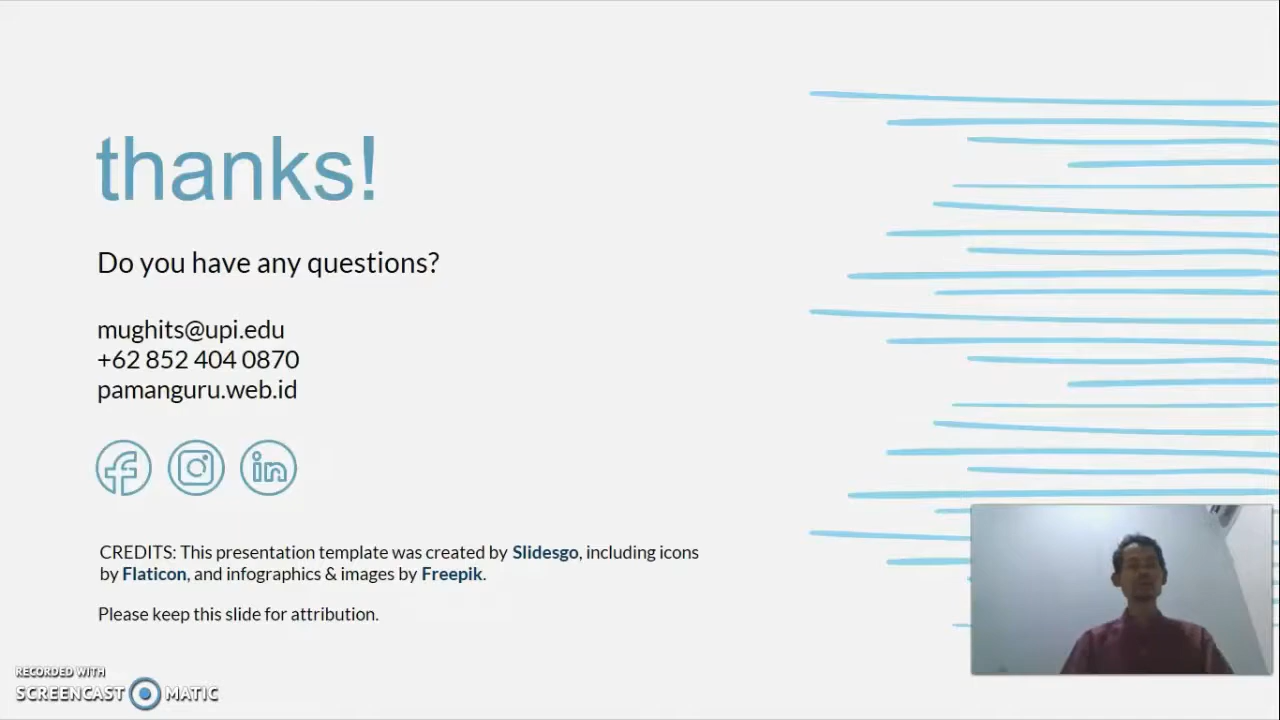 thanks!
Do you have any questions?
mughits@upi.edu
+62 852 404 0870
pamanguru.web.id
CREDITS: This presentation template was created by Slidesgo, including icons
by Flaticon, and infographics & images by Freepik.
Please keep this slide for attribution.
RECORDED WITH
SCREENCAST MATIC